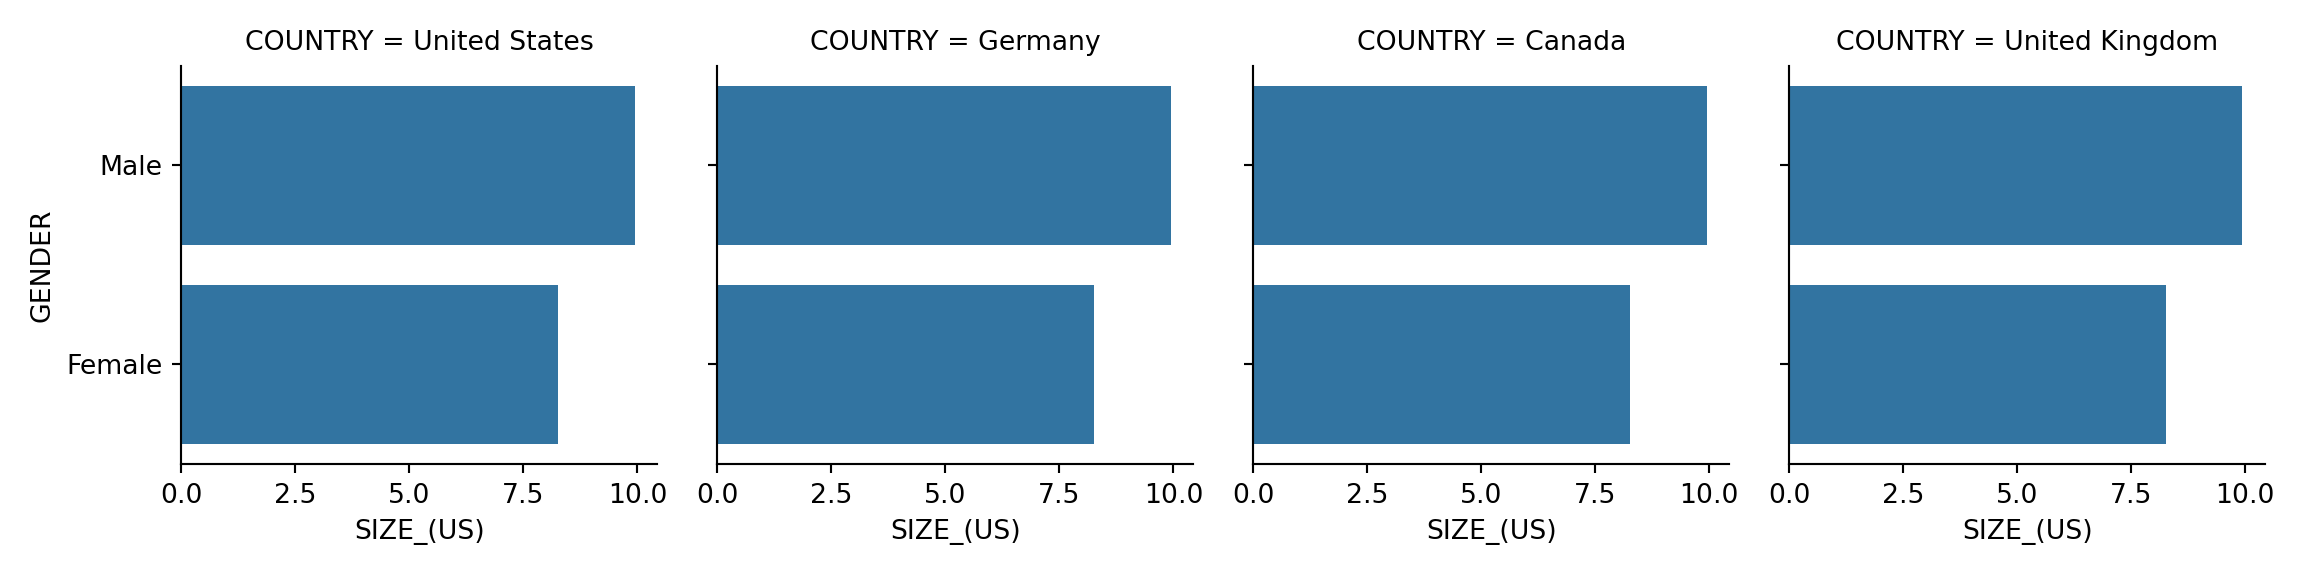 COUNTRY = United States
COUNTRY = Germany
COUNTRY = Canada
COUNTRY = United Kingdom
GENDER
Male
Female
0.0 2.5 5.0 7.5 10.0
0.0 2.5 5.0 7.5 10.0
0.0 2.5 5.0 7.5 10.0
0.0 2.5 5.0 7.5 10.0
SIZE_(US)
SIZE_(US)
SIZE_(US)
SIZE_(US)